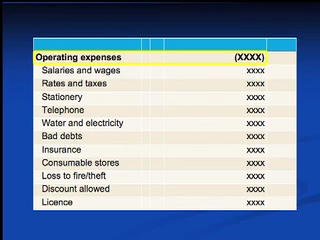 Operating expenses (XXXX)
Salaries and wages xxxx
Rates and taxes xxxx
Stationery xxxx
Telephone xxxx
Water and electricity xxxx
Bad debts xxxx
Insurance xxxx
Consumable stores xxxx
Loss to fire/theft xxxx
Discount allowed xxxx
Licence xxxx